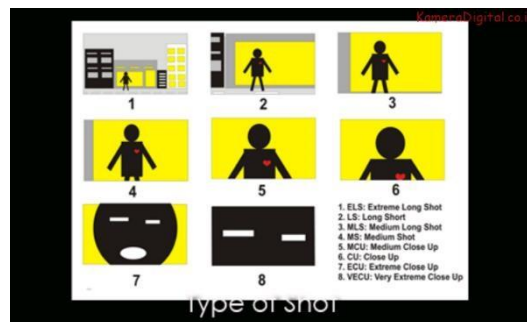 KameraDigital.co.
1
2
3
4
5
6
7
8
1. ELS: Extreme Long Shot
2. LS: Long Short
3. MLS: Medium Long Shot
4. MS: Medium Shot
5. MCU: Medium Close Up
6. CU: Close Up
7. ECU: Extreme Close Up
8. VECU: Very Extreme Close Up
Type of Shot